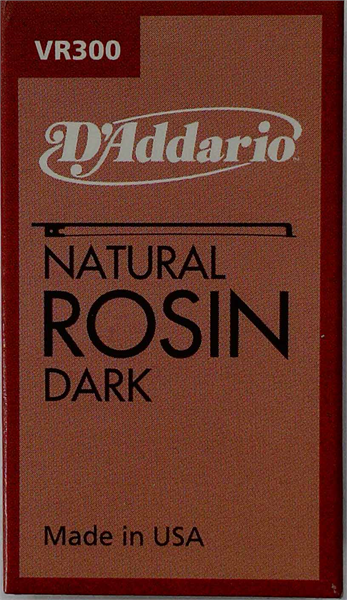 VR300
D'Addario
NATURAL
ROSIN
DARK
Made in USA